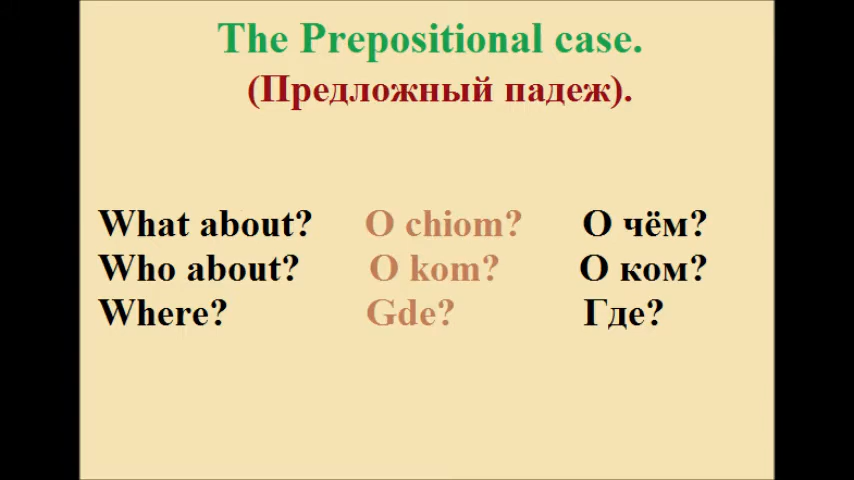 The Prepositional case.
(Предложный падеж).
What about? O chiom? О чём?
Who about? O kom? О ком?
Where? Gde? Где?